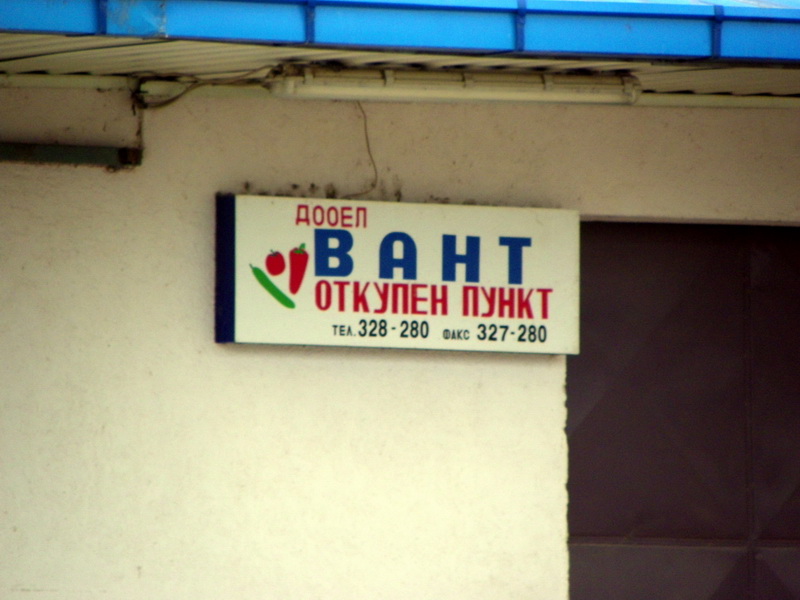 ДООЕЛ
ВАНТ
ОТКУПЕН ПУНКТ
ТЕЛ. 328-280 ФАКС 327-280